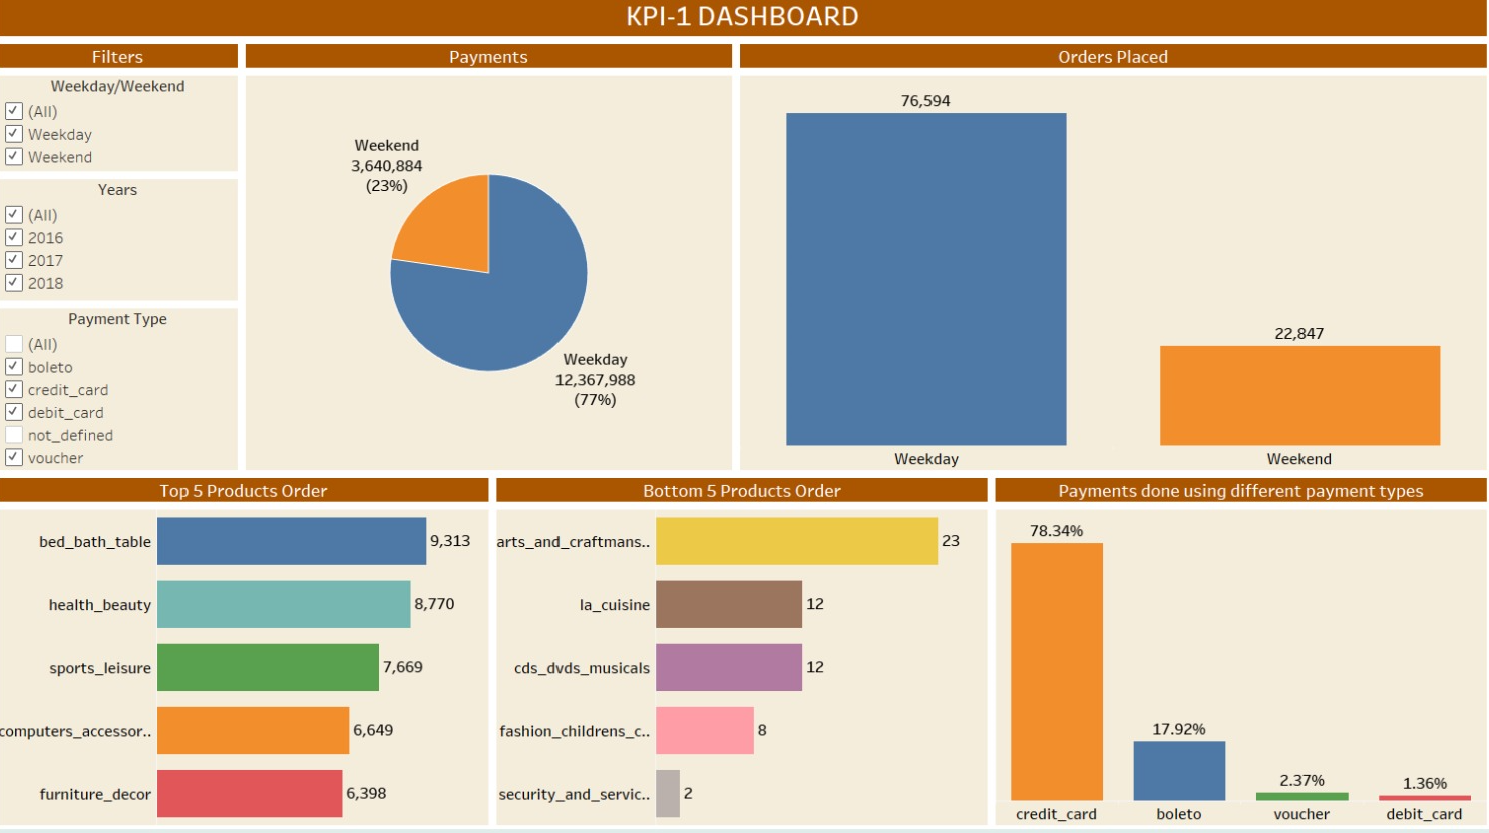 KPI-1 DASHBOARD
Filters
Weekday/Weekend
(All)
Weekday
Weekend
Years
(All)
2016
2017
2018
Payment Type
(All)
boleto
credit_card
debit_card
not_defined
voucher
Payments
Weekend
3,640,884
(23%)
Weekday
12,367,988
(77%)
Orders Placed
76,594
22,847
Weekday
Weekend
Top 5 Products Order
bed_bath_table 9,313
health_beauty 8,770
sports_leisure 7,669
computers_accessor.. 6,649
furniture_decor 6,398
Bottom 5 Products Order
arts_and_craftmans.. 23
la_cuisine 12
cds_dvds_musicals 12
fashion_childrens_c.. 8
security_and_servic.. 2
Payments done using different payment types
78.34%
17.92%
2.37%
1.36%
credit_card boleto voucher debit_card